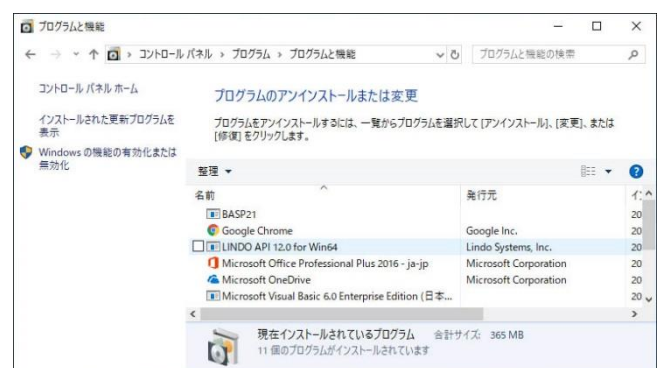 プログラムと機能
コントロール パネル > プログラム > プログラムと機能
プログラムと機能の検索
コントロール パネル ホーム
インストールされた更新プログラムを
表示
Windows の機能の有効化または
無効化
プログラムのアンインストールまたは変更
プログラムをアンインストールするには、一覧からプログラムを選択して [アンインストール]、[変更]、または
[修復] をクリックします。
整理
名前 発行元 イ:
BASP21 20
Google Chrome Google Inc. 20
LINDO API 12.0 for Win64 Lindo Systems, Inc. 20
Microsoft Office Professional Plus 2016 - ja-jp Microsoft Corporation 20
Microsoft OneDrive Microsoft Corporation 20
Microsoft Visual Basic 6.0 Enterprise Edition (日本... 20
現在インストールされているプログラム 合計サイズ: 365 MB
11 個のプログラムがインストールされています